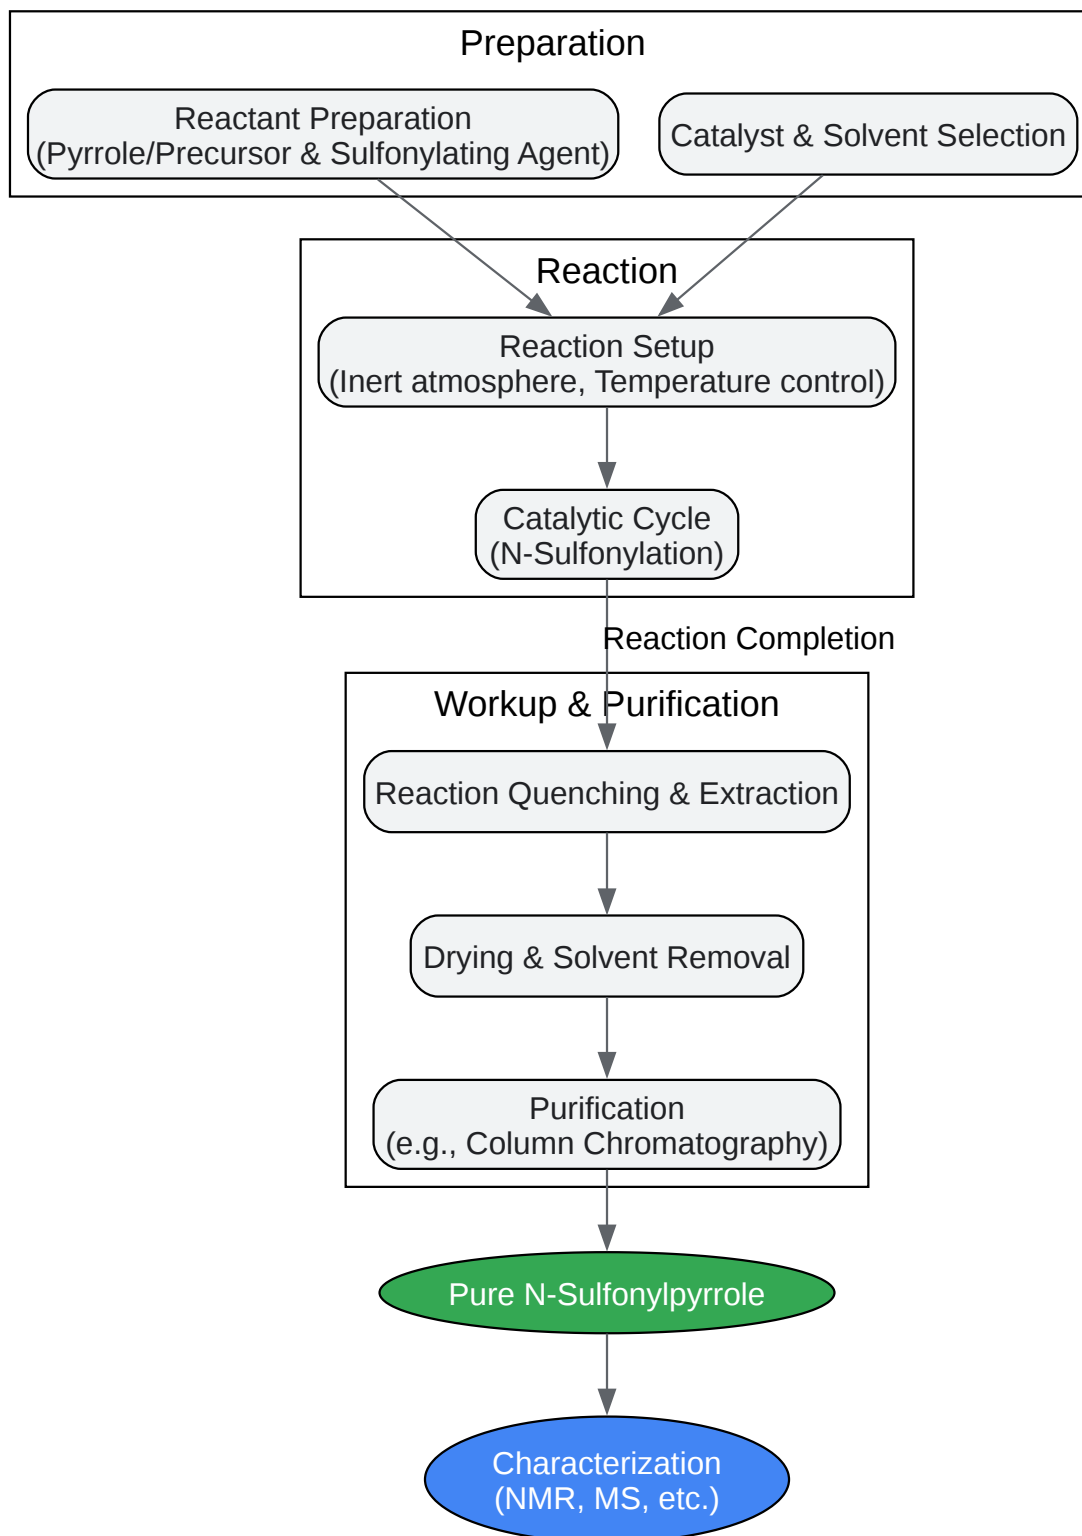 Preparation
Reactant Preparation
(Pyrrole/Precursor & Sulfonylating Agent)
Catalyst & Solvent Selection
Reaction
Reaction Setup
(Inert atmosphere, Temperature control)
Catalytic Cycle
(N-Sulfonylation)
Reaction Completion
Workup & Purification
Reaction Quenching & Extraction
Drying & Solvent Removal
Purification
(e.g., Column Chromatography)
Pure N-Sulfonylpyrrole
Characterization
(NMR, MS, etc.)